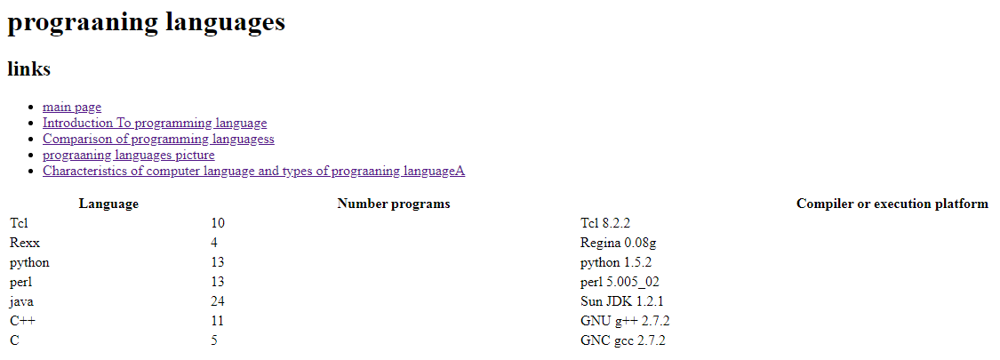 prograaning languages
links
main page
Introduction To programming language
Comparison of programming languagess
prograaning languages picture
Characteristics of computer language and types of prograaning languageA
Language Number programs Compiler or execution platform
Tcl 10 Tcl 8.2.2
Rexx 4 Regina 0.08g
python 13 python 1.5.2
perl 13 perl 5.005_02
java 24 Sun JDK 1.2.1
C++ 11 GNU g++ 2.7.2
C 5 GNC gcc 2.7.2